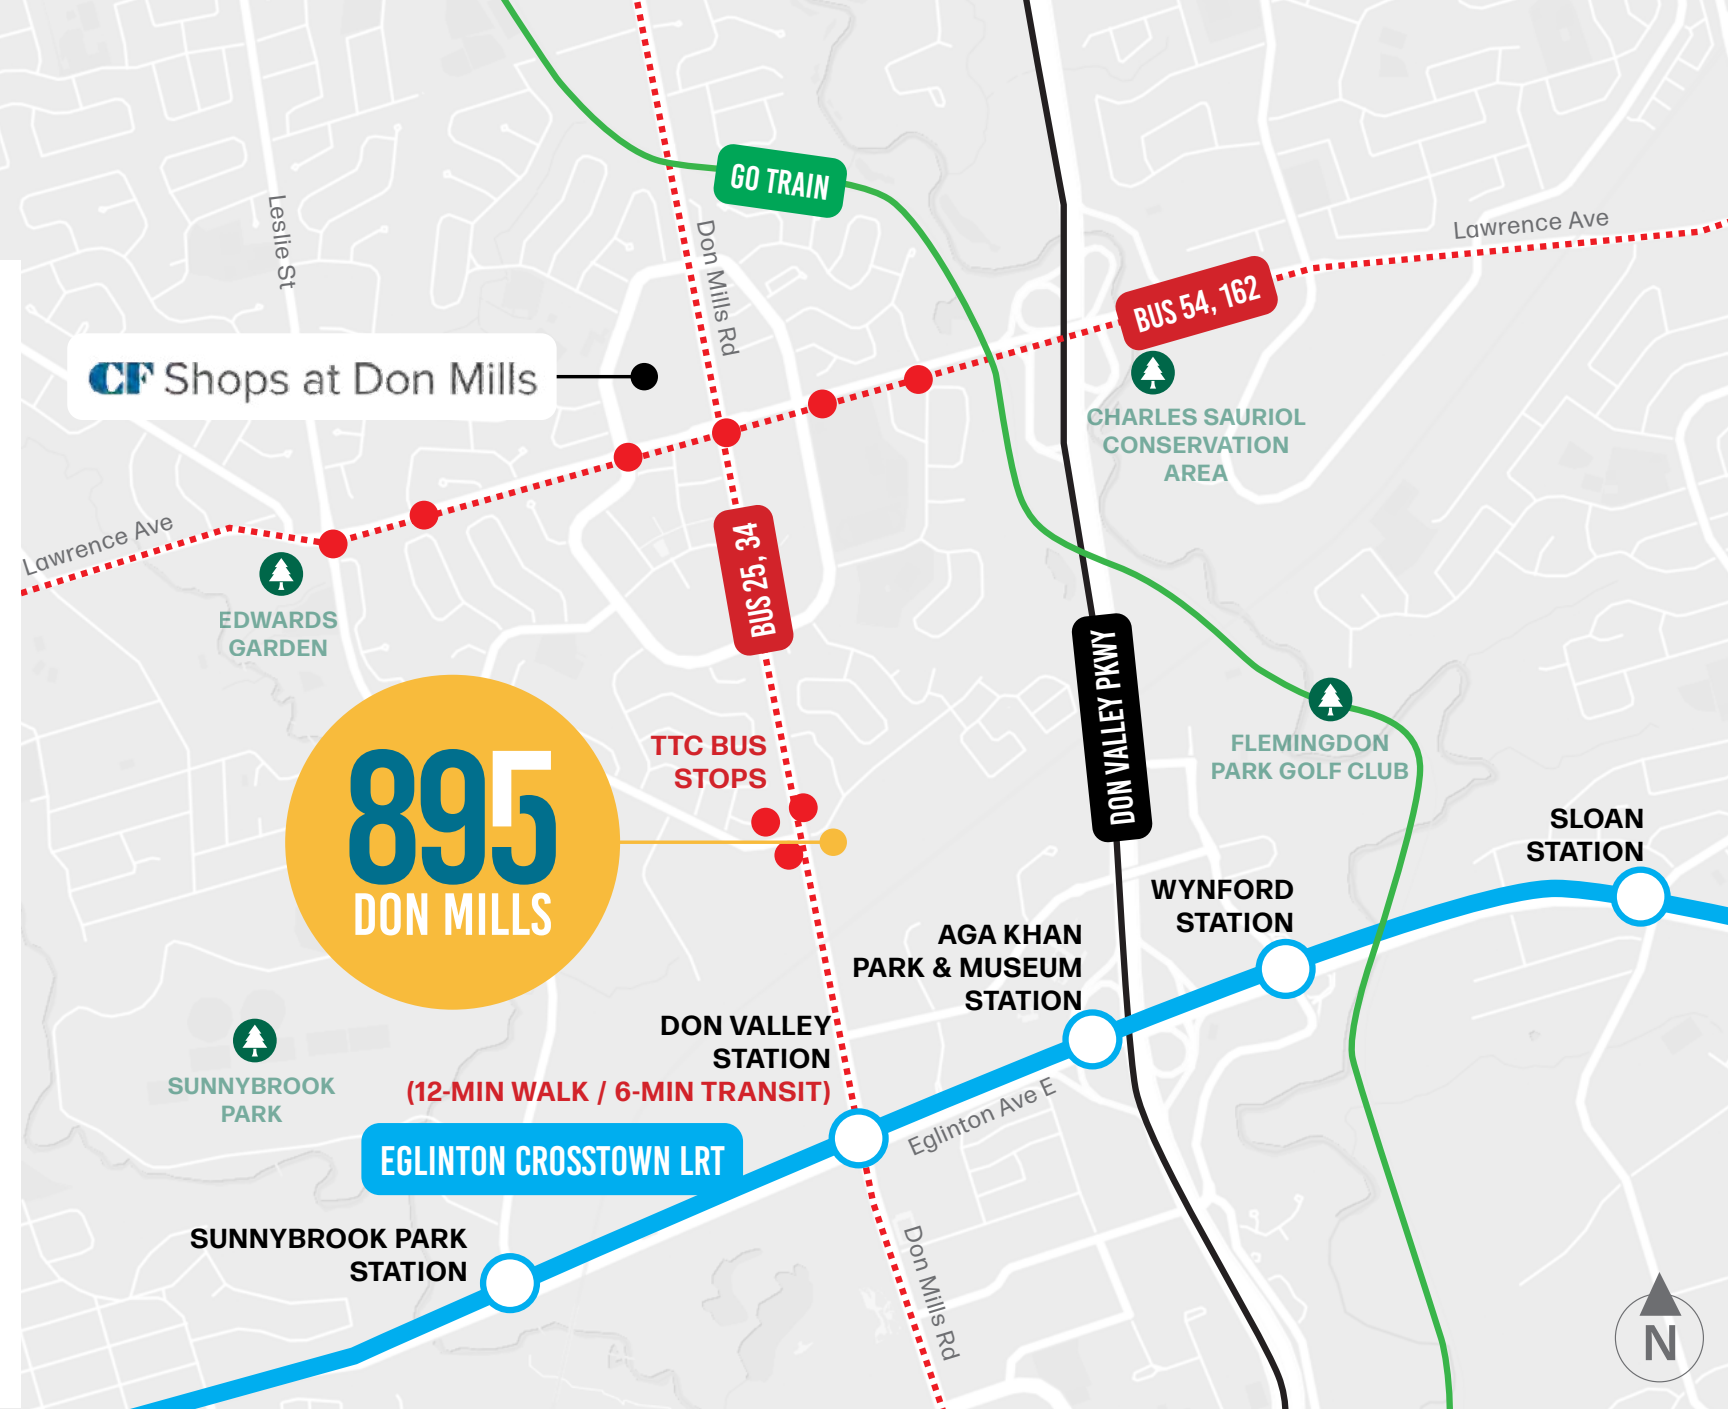 GO TRAIN
Leslie St
Don Mills Rd
Lawrence Ave
BUS 54, 162
CF Shops at Don Mills
CHARLES SAURIOL
CONSERVATION
AREA
Lawrence Ave
BUS 25, 34
EDWARDS
GARDEN
DON VALLEY PKWY
895
DON MILLS
TTC BUS
STOPS
FLEMINGDON
PARK GOLF CLUB
SLOAN
STATION
WYNFORD
STATION
AGA KHAN
PARK & MUSEUM
STATION
DON VALLEY
STATION
(12-MIN WALK / 6-MIN TRANSIT)
SUNNYBROOK
PARK
Eglinton Ave E
EGLINTON CROSSTOWN LRT
SUNNYBROOK PARK
STATION
Don Mills Rd
N